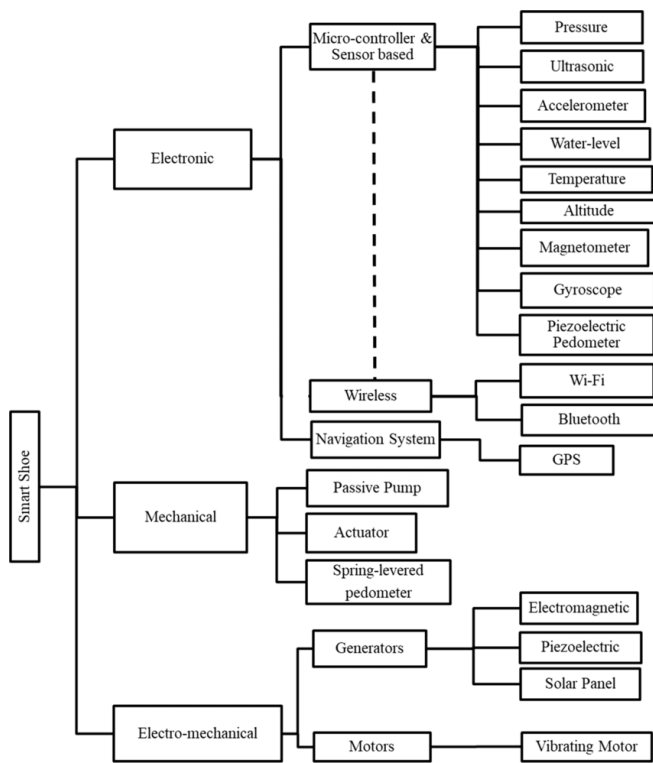 Smart Shoe
Electronic
Micro-controller &
Sensor based
Pressure
Ultrasonic
Accelerometer
Water-level
Temperature
Altitude
Magnetometer
Gyroscope
Piezoelectric
Pedometer
Wireless
Wi-Fi
Bluetooth
Navigation System
GPS
Mechanical
Passive Pump
Actuator
Spring-levered
pedometer
Electro-mechanical
Generators
Electromagnetic
Piezoelectric
Solar Panel
Motors
Vibrating Motor